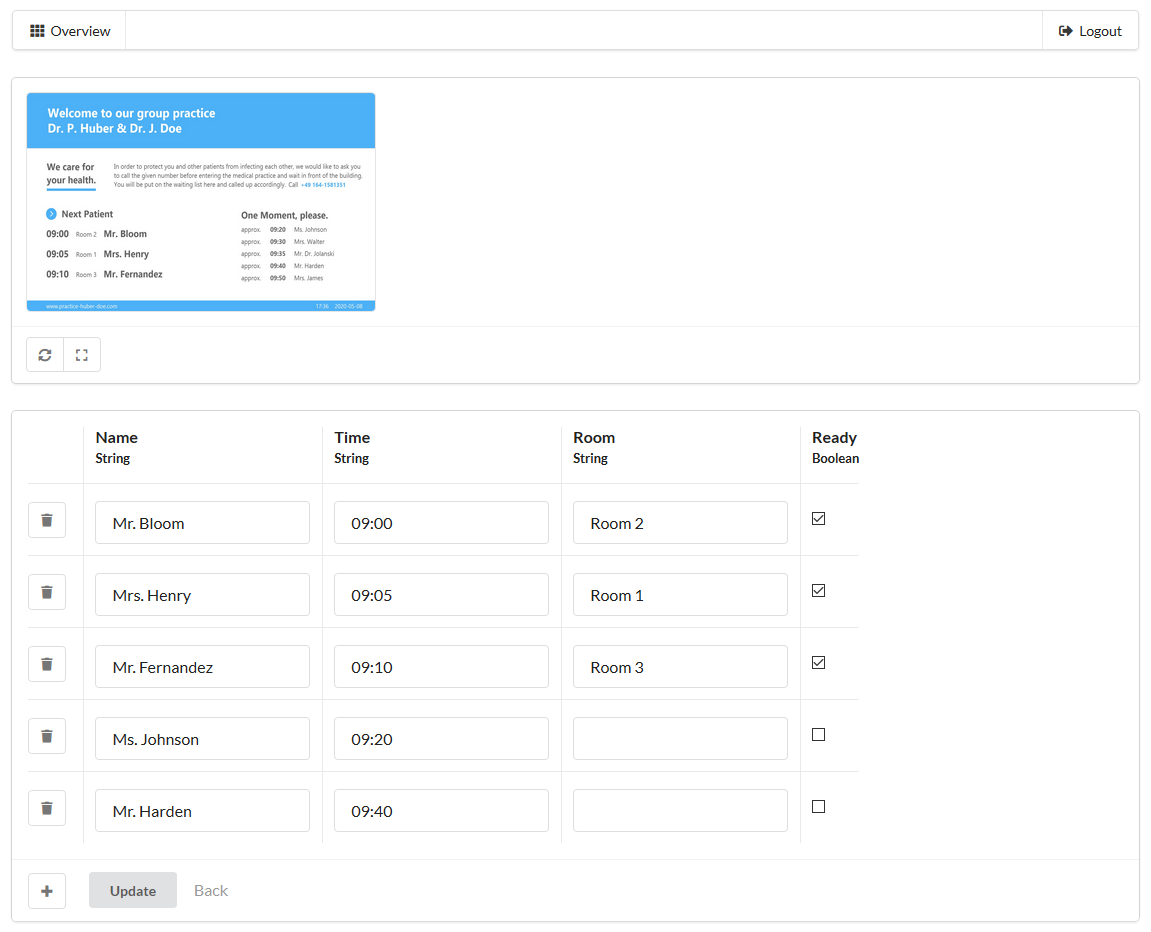 Overview
Logout
Welcome to our group practice
Dr. P. Huber & Dr. J. Doe
We care for
your health.
In order to protect you and other patients from infecting each other, we would like to ask you
to call the given number before entering the medical practice and wait in front of the building.
You will be put on the waiting list here and called up accordingly. Call +49 164-1581351
Next Patient
09:00 Room 2 Mr. Bloom
09:05 Room 1 Mrs. Henry
09:10 Room 3 Mr. Fernandez
One Moment, please.
approx. 09:20 Ms. Johnson
approx. 09:30 Mrs. Walter
approx. 09:35 Mr. Dr. Jolanski
approx. 09:40 Mr. Harden
approx. 09:50 Mrs. James
www.practice-huber-doe.com
17:36 2020-05-08
Name Time Room Ready
String String String Boolean
Mr. Bloom 09:00 Room 2
Mrs. Henry 09:05 Room 1
Mr. Fernandez 09:10 Room 3
Ms. Johnson 09:20
Mr. Harden 09:40
Update Back